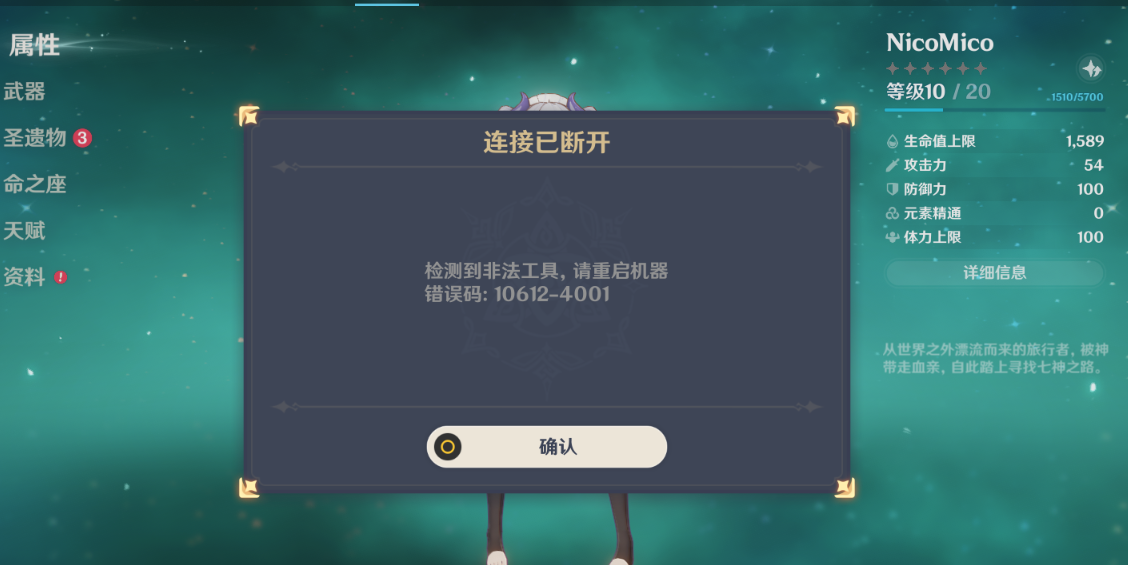 属性
武器
圣遗物 3
命之座
天赋
资料 !
连接已断开
检测到非法工具, 请重启机器
错误码: 10612-4001
确认
NicoMico
等级10 / 20
1510/5700
生命值上限 1,589
攻击力 54
防御力 100
元素精通 0
体力上限 100
详细信息
从世界之外漂流而来的旅行者, 被神
带走血亲, 自此踏上寻找七神之路。